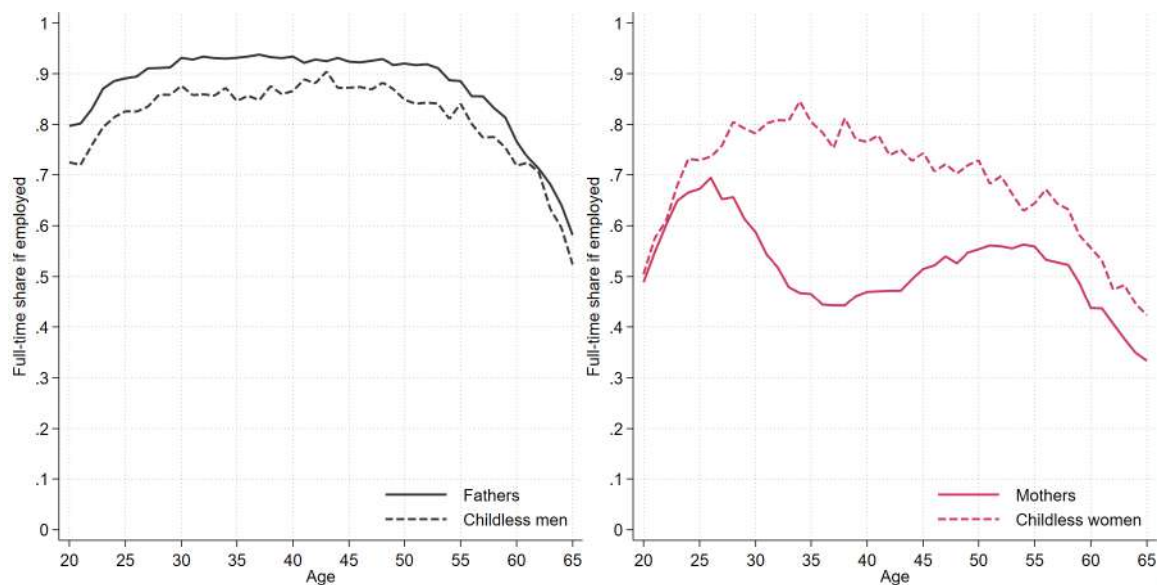 Full-time share if employed
1
.9
.8
.7
.6
.5
.4
.3
.2
.1
0
Fathers
Childless men
20 25 30 35 40 45 50 55 60 65
Age
Full-time share if employed
1
.9
.8
.7
.6
.5
.4
.3
.2
.1
0
Mothers
Childless women
20 25 30 35 40 45 50 55 60 65
Age